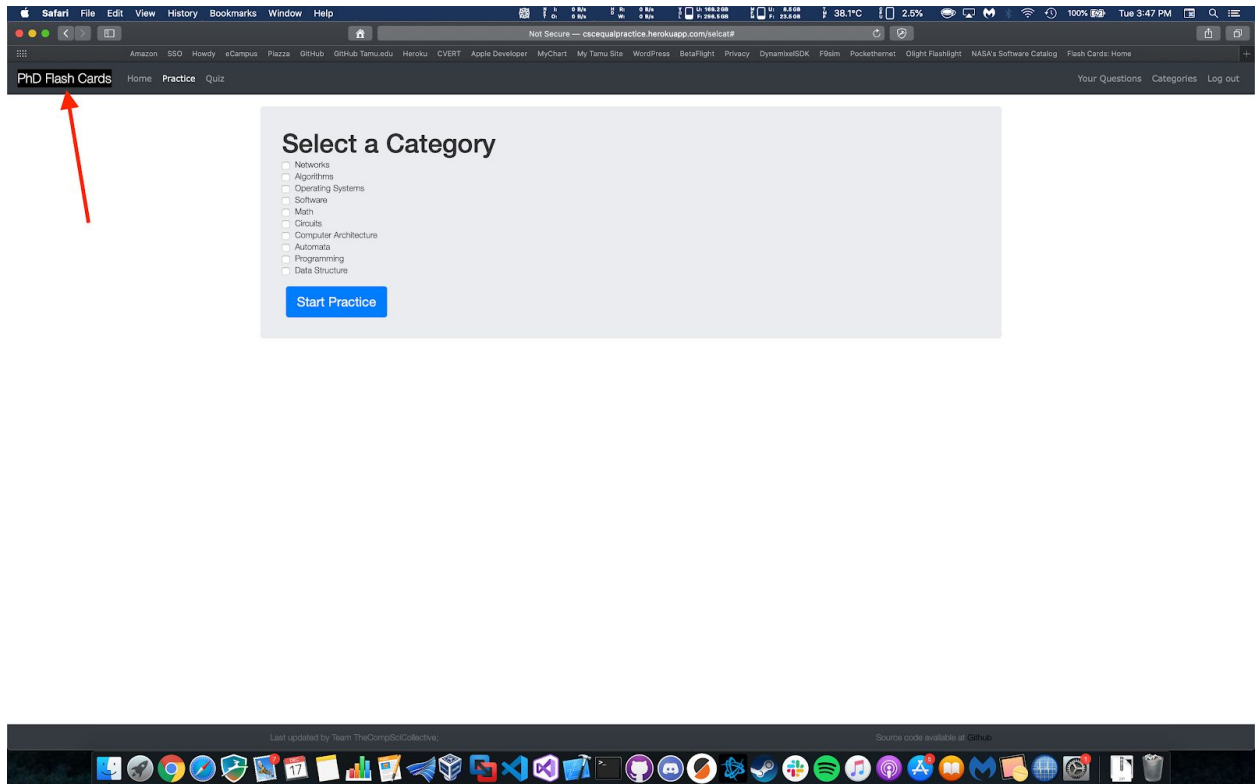 Safari File Edit View History Bookmarks Window Help 38.1°C 2.5% 100% Tue 3:47 PM
Not Secure — cscequalpractice.herokuapp.com/selcat#
Amazon SSO Howdy eCampus Piazza GitHub GitHub Tamu.edu Heroku CVERT Apple Developer MyChart My Tamu Site WordPress BetaFlight Privacy DynamixelSDK F9sim Pockethernet Olight Flashlight NASA's Software Catalog Flash Cards: Home
PhD Flash Cards Home Practice Quiz Your Questions Categories Log out
Select a Category
Networks
Algorithms
Operating Systems
Software
Math
Circuits
Computer Architecture
Automata
Programming
Data Structure
Start Practice
Last updated by Team TheCompSciCollective; Source code available at Github